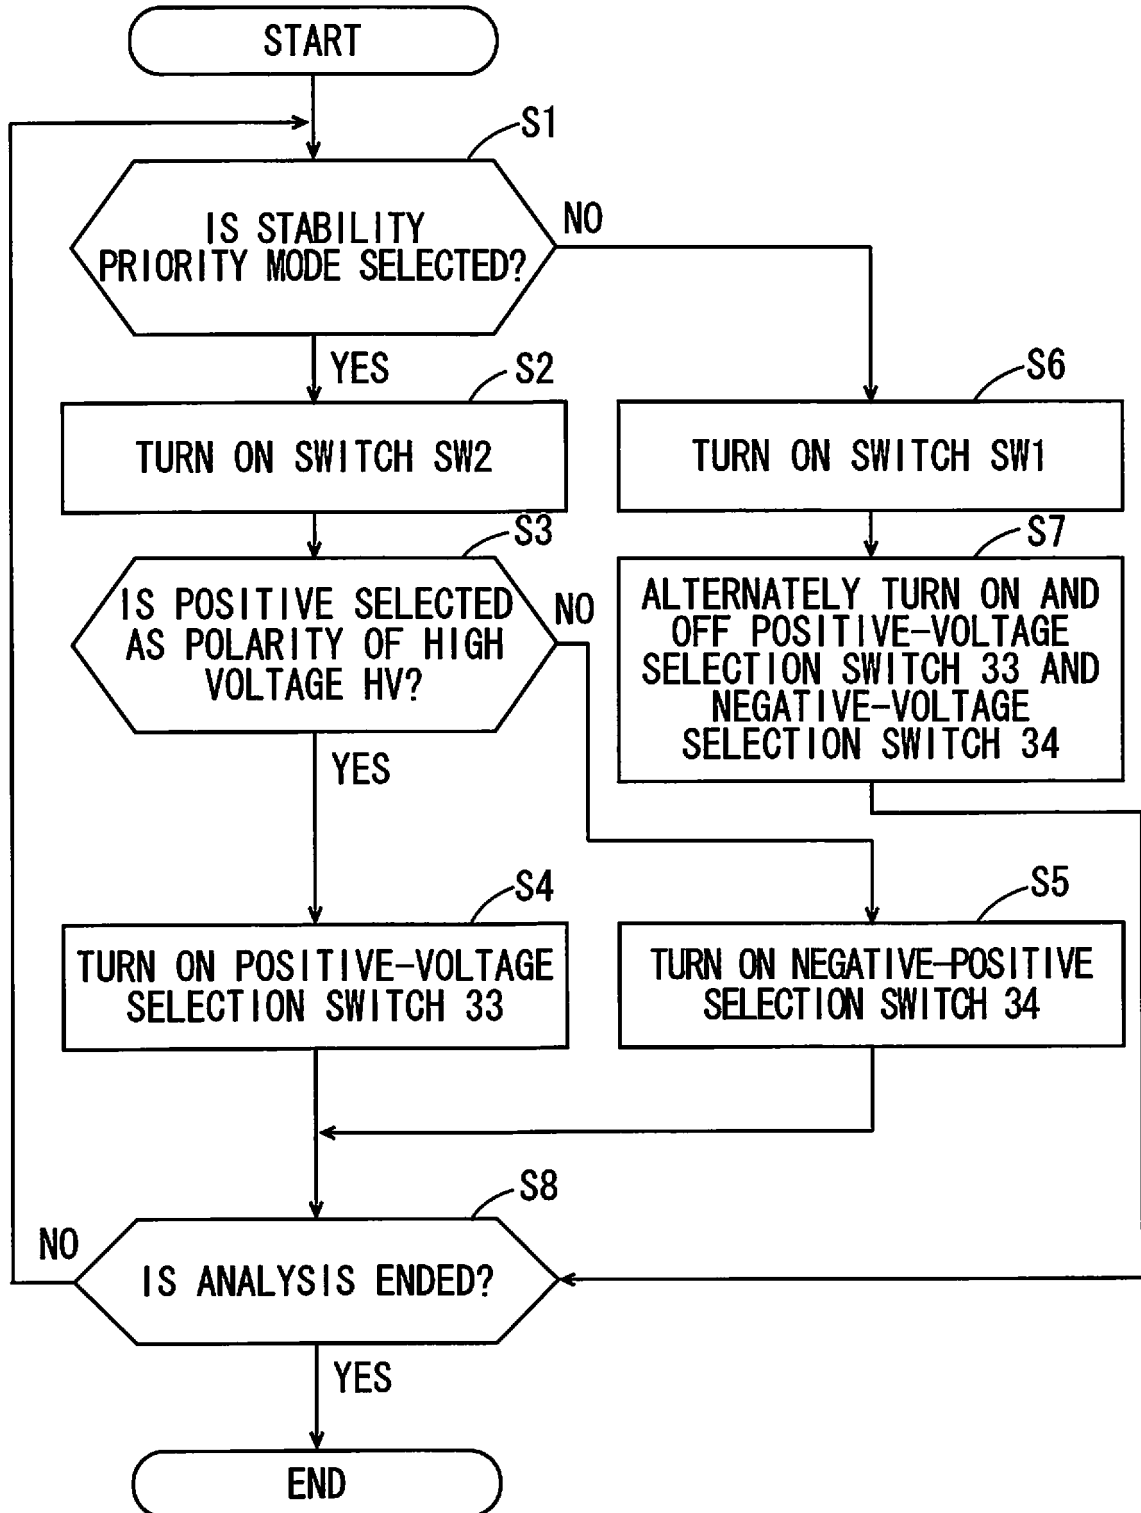 START
S1
IS STABILITY
PRIORITY MODE SELECTED?
NO
YES
S2
TURN ON SWITCH SW2
S6
TURN ON SWITCH SW1
S3
IS POSITIVE SELECTED
AS POLARITY OF HIGH
VOLTAGE HV?
NO
YES
S7
ALTERNATELY TURN ON AND
OFF POSITIVE-VOLTAGE
SELECTION SWITCH 33 AND
NEGATIVE-VOLTAGE
SELECTION SWITCH 34
S4
TURN ON POSITIVE-VOLTAGE
SELECTION SWITCH 33
S5
TURN ON NEGATIVE-POSITIVE
SELECTION SWITCH 34
S8
NO
IS ANALYSIS ENDED?
YES
END